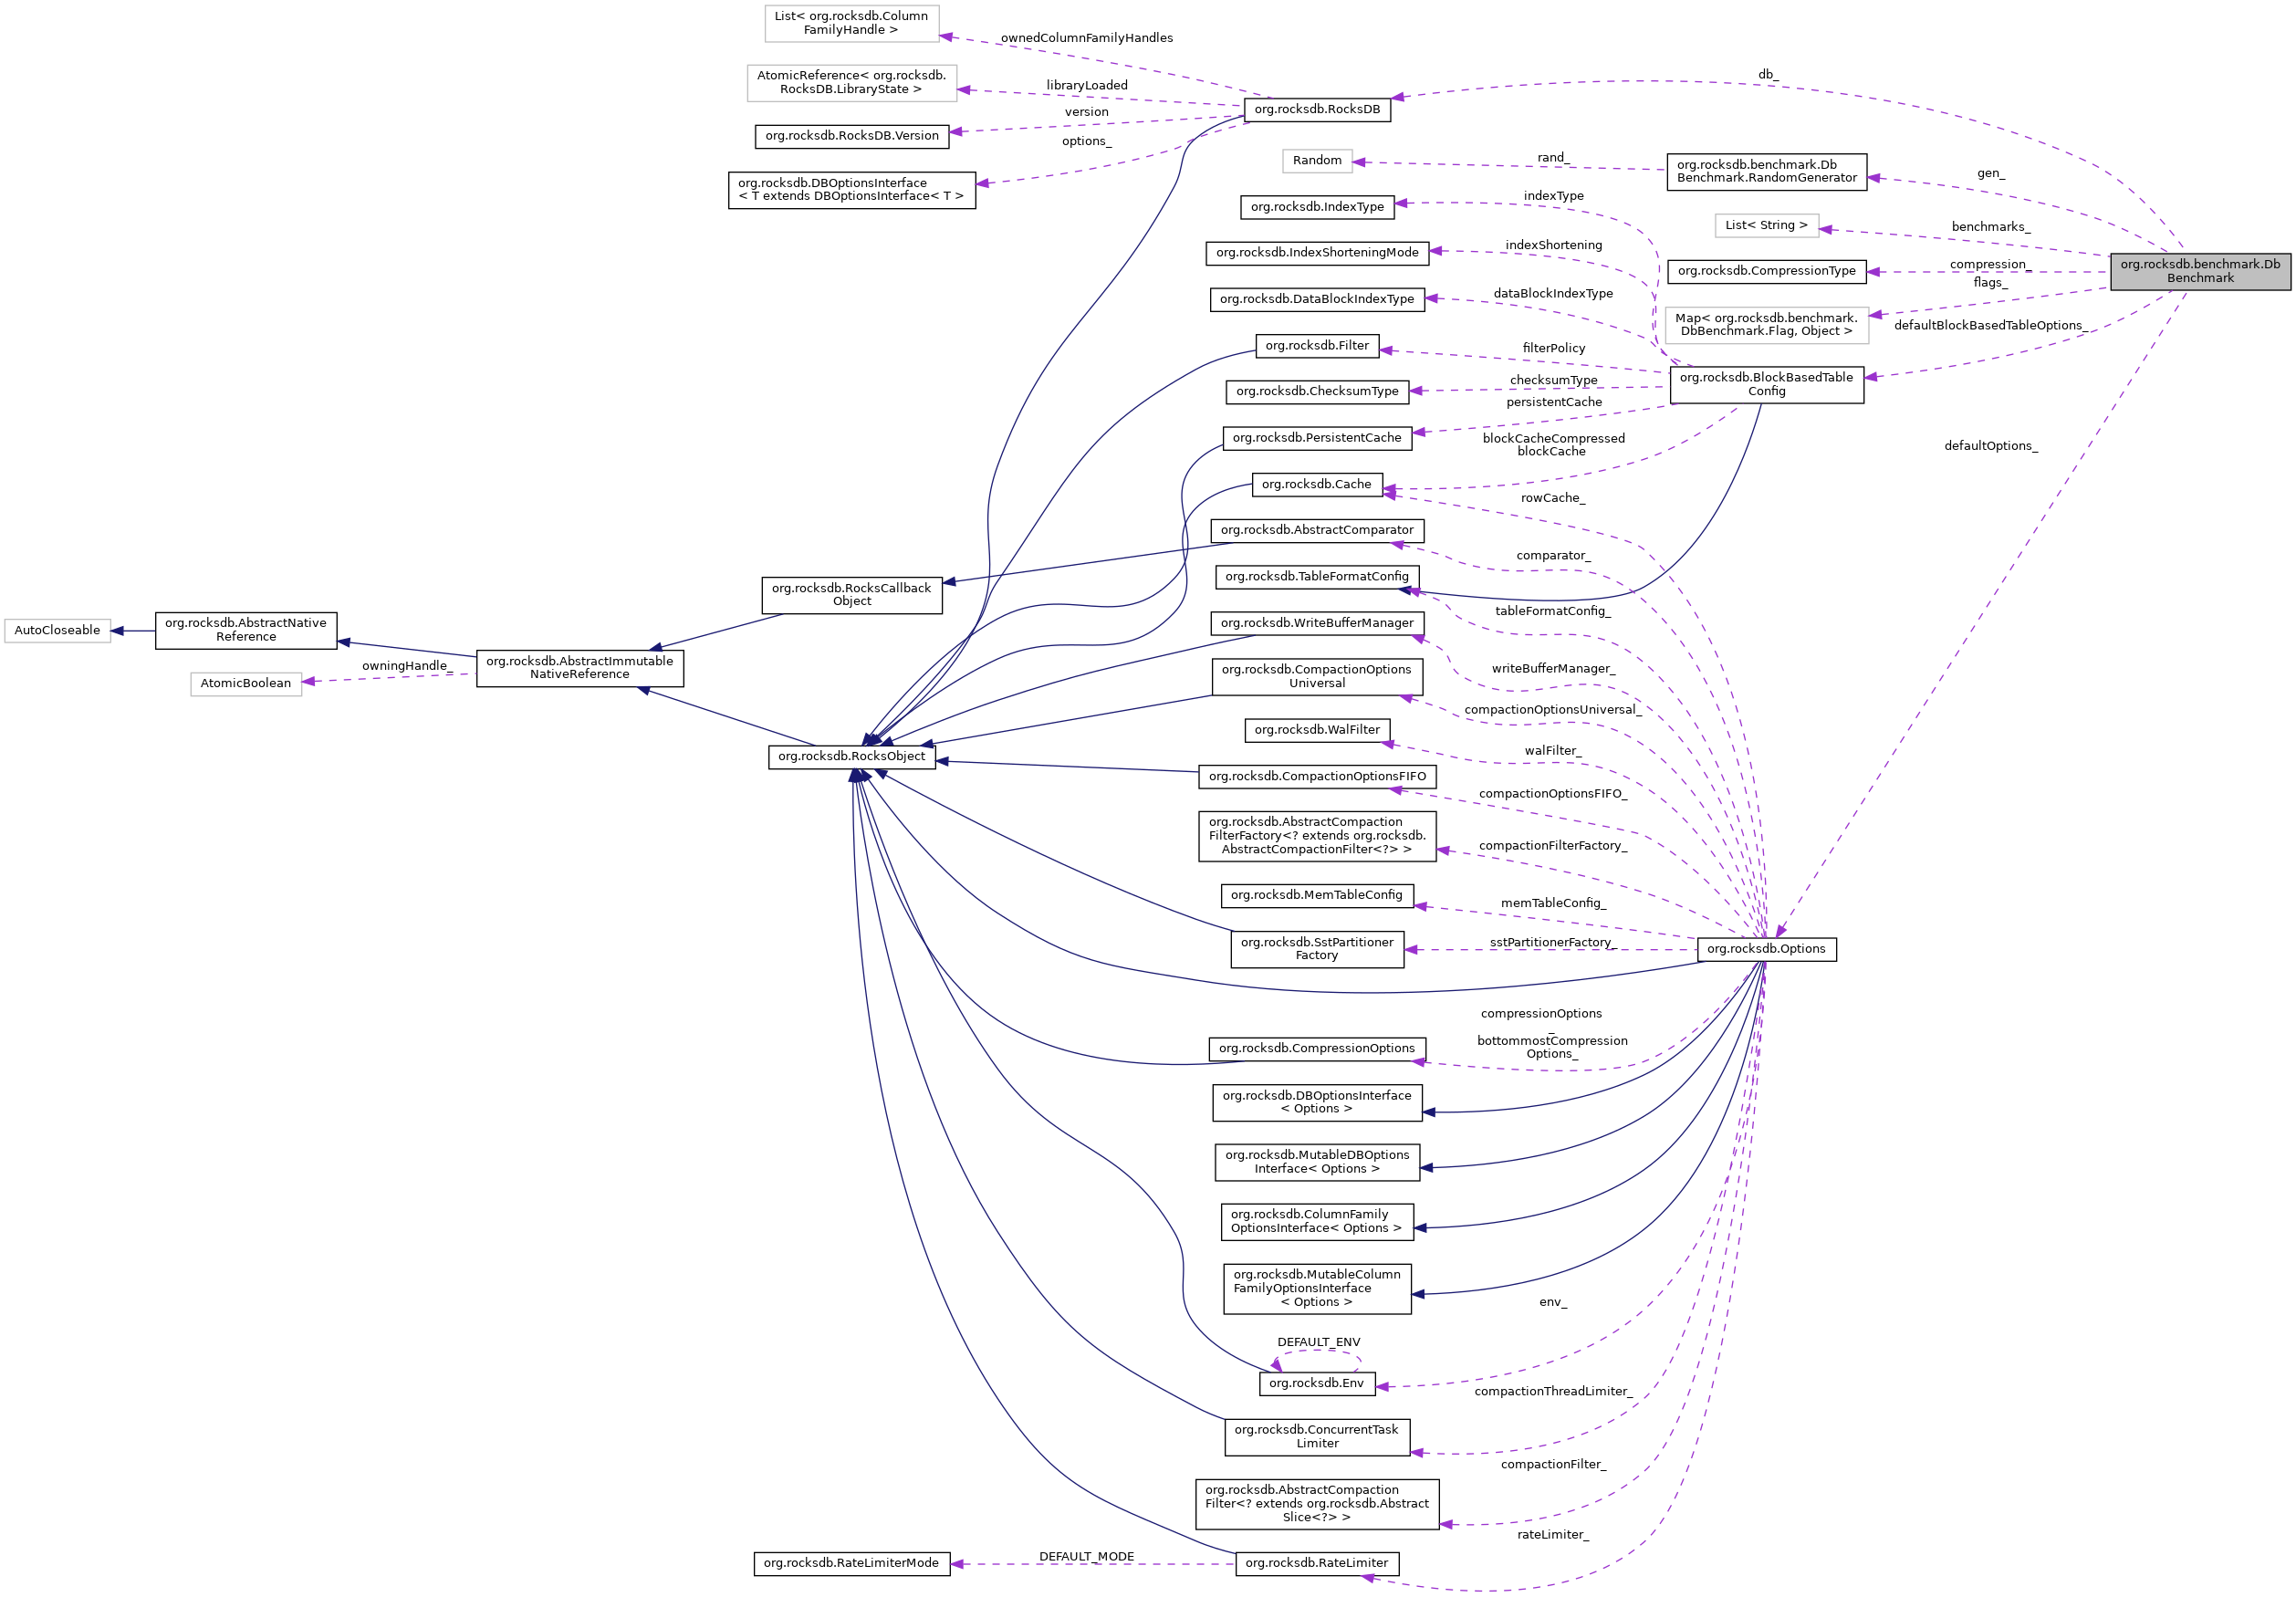 List< org.rocksdb.Column
FamilyHandle >
ownedColumnFamilyHandles
AtomicReference< org.rocksdb.
RocksDB.LibraryState >
libraryLoaded
db_
org.rocksdb.RocksDB
version
org.rocksdb.RocksDB.Version
options_
org.rocksdb.DBOptionsInterface
< T extends DBOptionsInterface< T >
Random
rand_
org.rocksdb.benchmark.Db
Benchmark.RandomGenerator
gen_
org.rocksdb.IndexType
indexType
List< String >
benchmarks_
org.rocksdb.IndexShorteningMode
indexShortening
org.rocksdb.CompressionType
compression_
org.rocksdb.benchmark.Db
Benchmark
flags_
org.rocksdb.DataBlockIndexType
dataBlockIndexType
Map< org.rocksdb.benchmark.
DbBenchmark.Flag, Object >
defaultBlockBasedTableOptions_
org.rocksdb.Filter
filterPolicy
org.rocksdb.BlockBasedTable
Config
org.rocksdb.ChecksumType
checksumType
persistentCache
org.rocksdb.PersistentCache
blockCacheCompressed
blockCache
defaultOptions_
org.rocksdb.Cache
rowCache_
org.rocksdb.AbstractComparator
comparator_
org.rocksdb.TableFormatConfig
tableFormatConfig_
org.rocksdb.RocksCallback
Object
AutoCloseable
org.rocksdb.AbstractNative
Reference
org.rocksdb.WriteBufferManager
writeBufferManager_
AtomicBoolean
owningHandle_
org.rocksdb.AbstractImmutable
NativeReference
org.rocksdb.CompactionOptions
Universal
compactionOptionsUniversal_
org.rocksdb.WalFilter
walFilter_
org.rocksdb.RocksObject
org.rocksdb.CompactionOptionsFIFO
compactionOptionsFIFO_
org.rocksdb.AbstractCompaction
FilterFactory<? extends org.rocksdb.
AbstractCompactionFilter<?> >
compactionFilterFactory_
org.rocksdb.MemTableConfig
memTableConfig_
org.rocksdb.SstPartitioner
Factory
sstPartitionerFactory_
org.rocksdb.Options
compressionOptions
_
bottommostCompression
Options_
org.rocksdb.CompressionOptions
org.rocksdb.DBOptionsInterface
< Options >
org.rocksdb.MutableDBOptions
Interface< Options >
org.rocksdb.ColumnFamily
OptionsInterface< Options >
org.rocksdb.MutableColumn
FamilyOptionsInterface
< Options >
env_
DEFAULT_ENV
org.rocksdb.Env
compactionThreadLimiter_
org.rocksdb.ConcurrentTask
Limiter
compactionFilter_
org.rocksdb.AbstractCompaction
Filter<? extends org.rocksdb.Abstract
Slice<?> >
rateLimiter_
org.rocksdb.RateLimiterMode
DEFAULT_MODE
org.rocksdb.RateLimiter